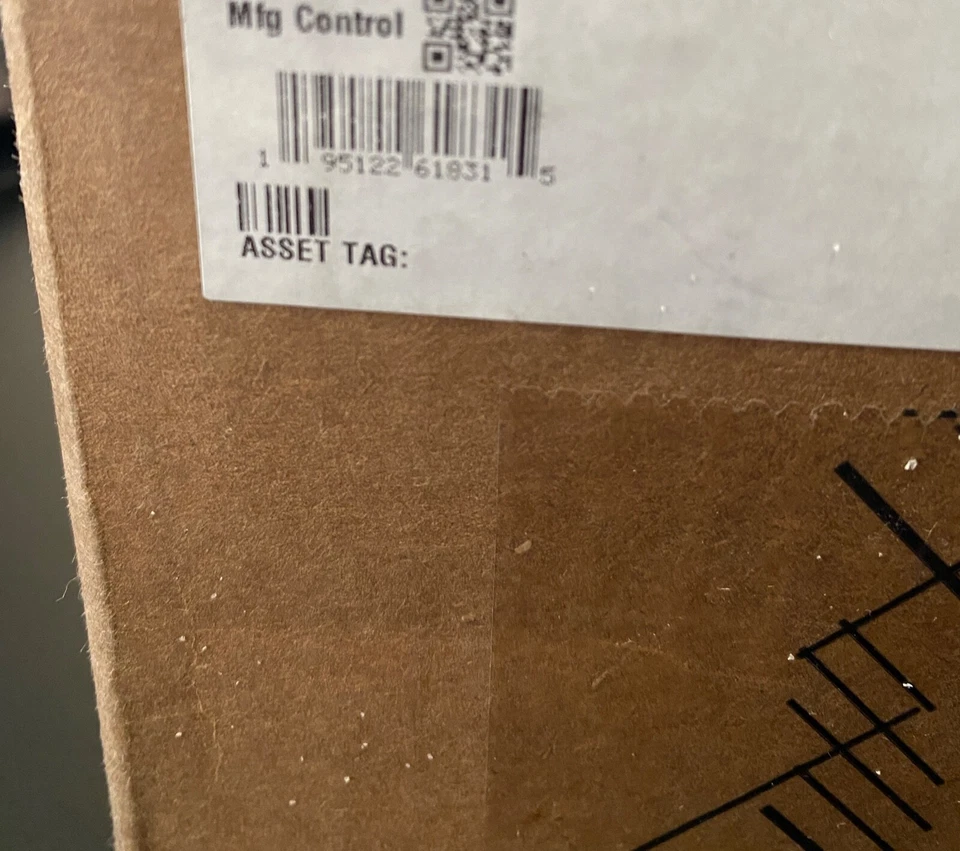 Mfg Control
1 95122 61831 5
ASSET TAG: